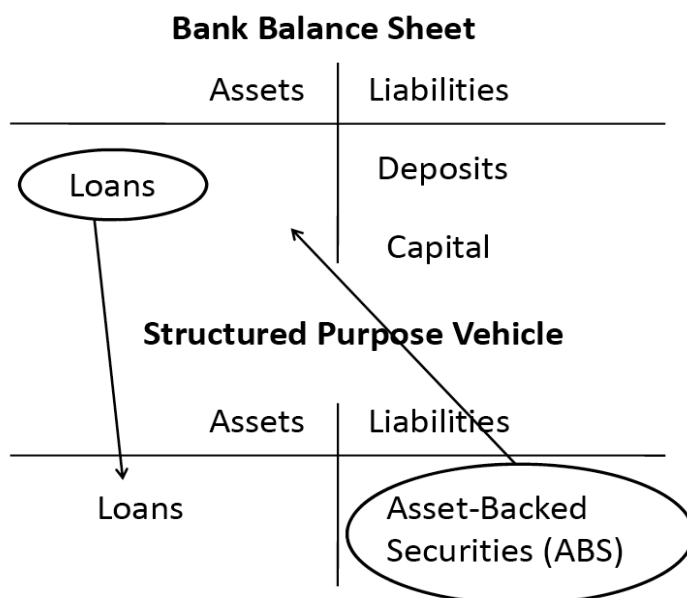 Bank Balance Sheet
Assets Liabilities
Loans
Deposits
Capital
Structured Purpose Vehicle
Assets Liabilities
Loans
Asset-Backed
Securities (ABS)